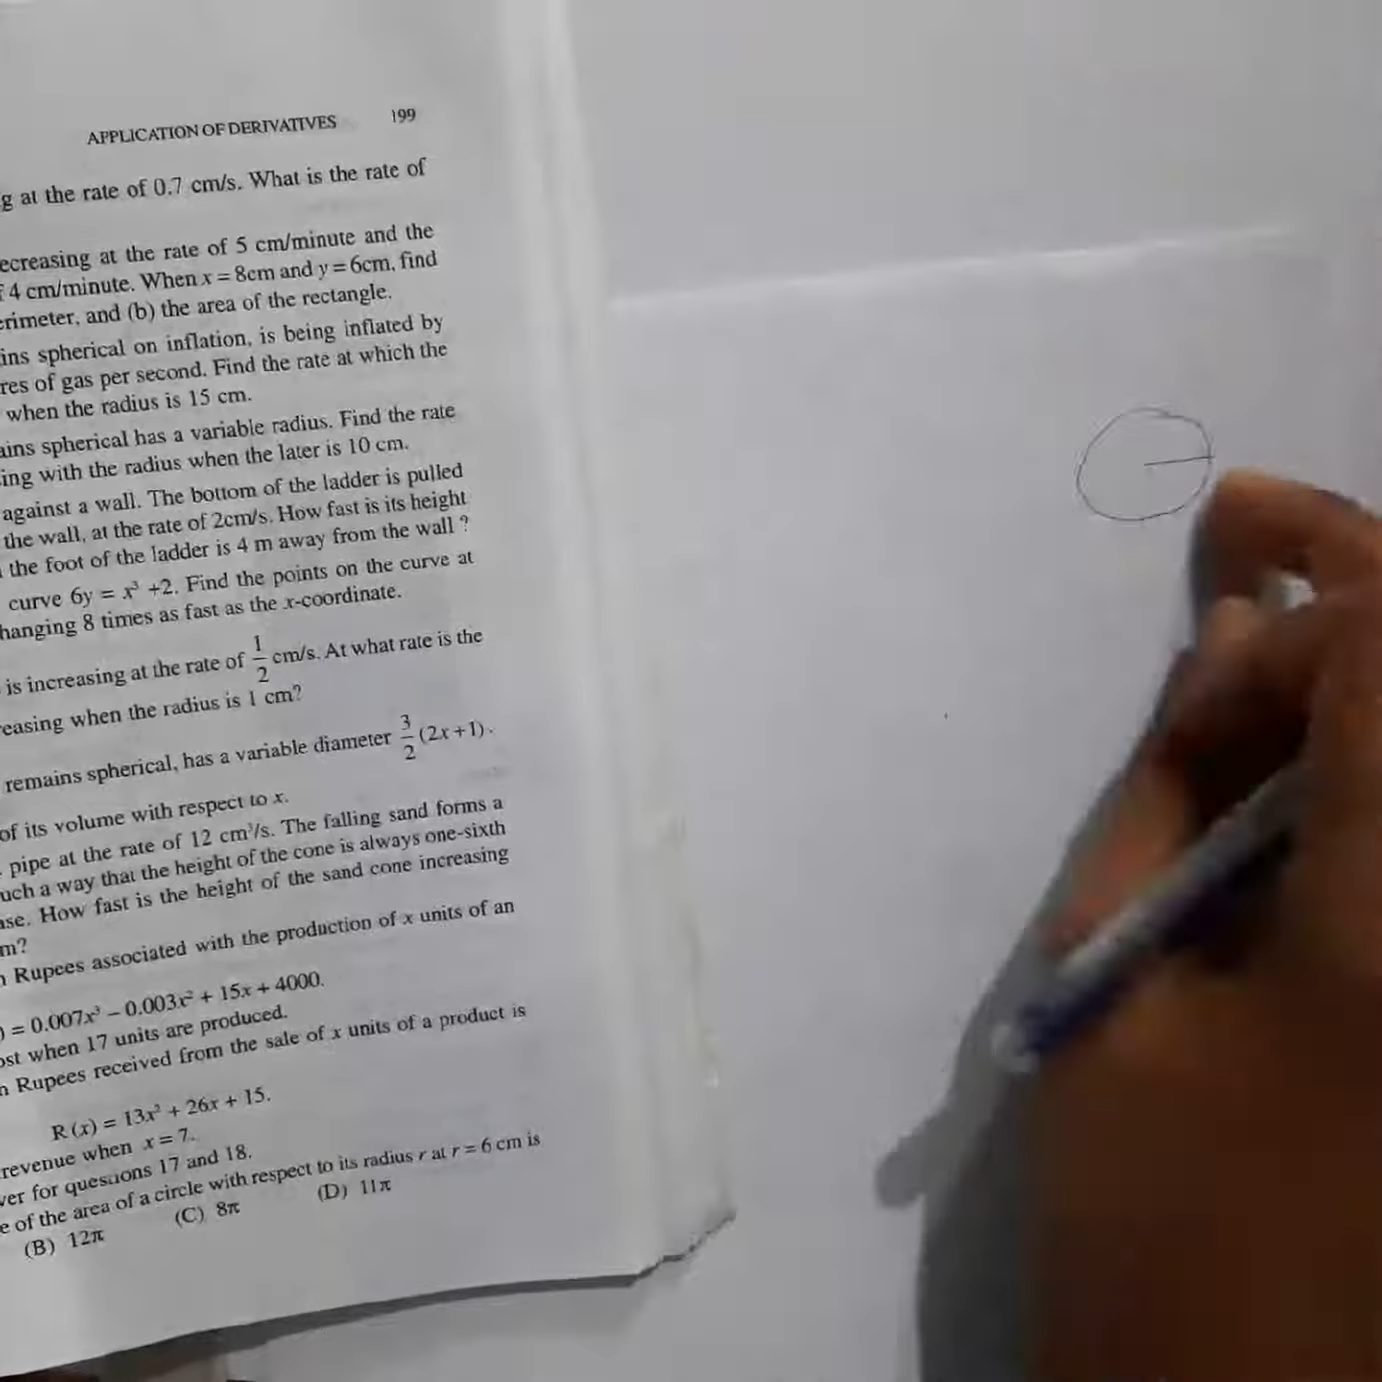 APPLICATION OF DERIVATIVES 199
g at the rate of 0.7 cm/s. What is the rate of
ecreasing at the rate of 5 cm/minute and the
f 4 cm/minute. When x = 8cm and y = 6cm, find
erimeter, and (b) the area of the rectangle.
ins spherical on inflation, is being inflated by
res of gas per second. Find the rate at which the
when the radius is 15 cm.
ains spherical has a variable radius. Find the rate
ing with the radius when the later is 10 cm.
against a wall. The bottom of the ladder is pulled
the wall, at the rate of 2cm/s. How fast is its height
the foot of the ladder is 4 m away from the wall ?
curve 6y = x³ +2. Find the points on the curve at
hanging 8 times as fast as the x-coordinate.
is increasing at the rate of 1/2 cm/s. At what rate is the
reasing when the radius is 1 cm?
remains spherical, has a variable diameter 3/2 (2x+1).
of its volume with respect to x.
pipe at the rate of 12 cm³/s. The falling sand forms a
uch a way that the height of the cone is always one-sixth
ase. How fast is the height of the sand cone increasing
m?
n Rupees associated with the production of x units of an
) = 0.007x³ – 0.003x² + 15x + 4000.
ost when 17 units are produced.
n Rupees received from the sale of x units of a product is
R (x) = 13x² + 26x + 15.
revenue when x = 7.
ver for questions 17 and 18.
e of the area of a circle with respect to its radius r at r = 6 cm is
(B) 12π (C) 8π (D) 11π